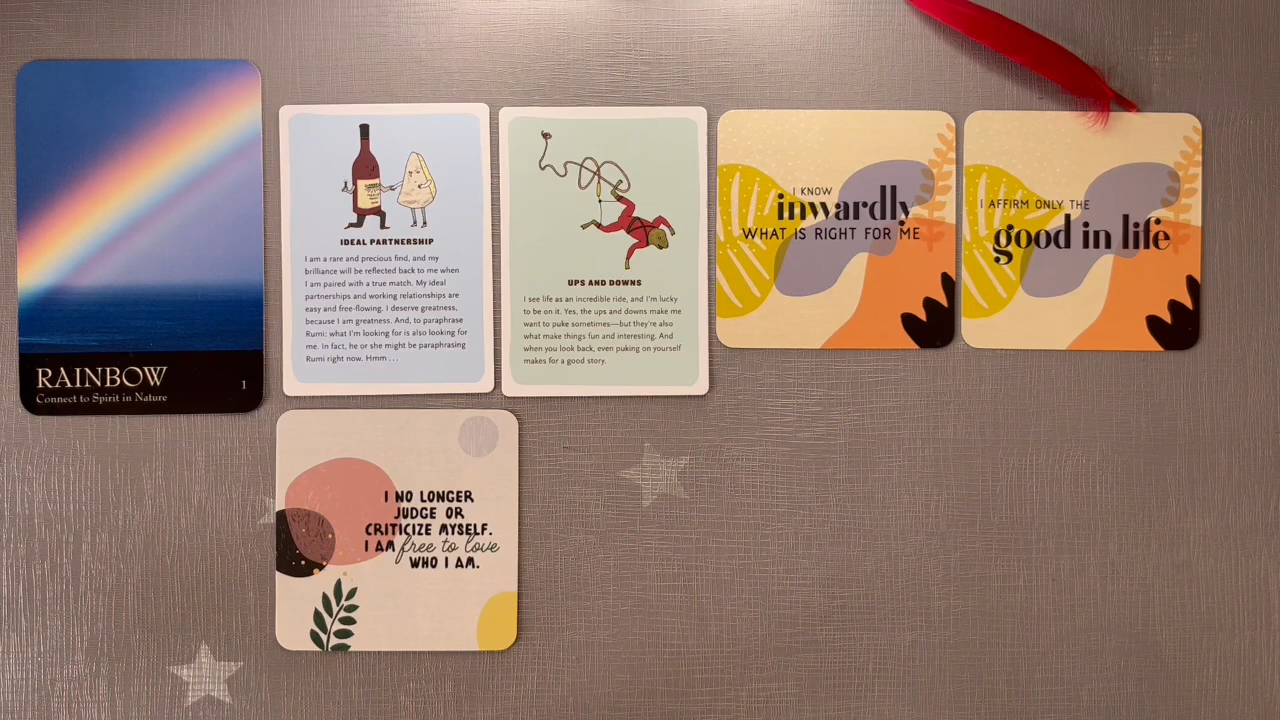 RAINBOW
Connect to Spirit in Nature
1
IDEAL PARTNERSHIP
I am a rare and precious find, and my
brilliance will be reflected back to me when
I am paired with a true match. My ideal
partnerships and working relationships are
easy and free-flowing. I deserve greatness,
because I am greatness. And, to paraphrase
Rumi: what I'm looking for is also looking for
me. In fact, he or she might be paraphrasing
Rumi right now. Hmm . . .
UPS AND DOWNS
I see life as an incredible ride, and I'm lucky
to be on it. Yes, the ups and downs make me
want to puke sometimes—but they're also
what make things fun and interesting. And
when you look back, even puking on yourself
makes for a good story.
I KNOW
inwardly
WHAT IS RIGHT FOR ME
I AFFIRM ONLY THE
good in life
I NO LONGER
JUDGE OR
CRITICIZE MYSELF.
I AM free to love
WHO I AM.